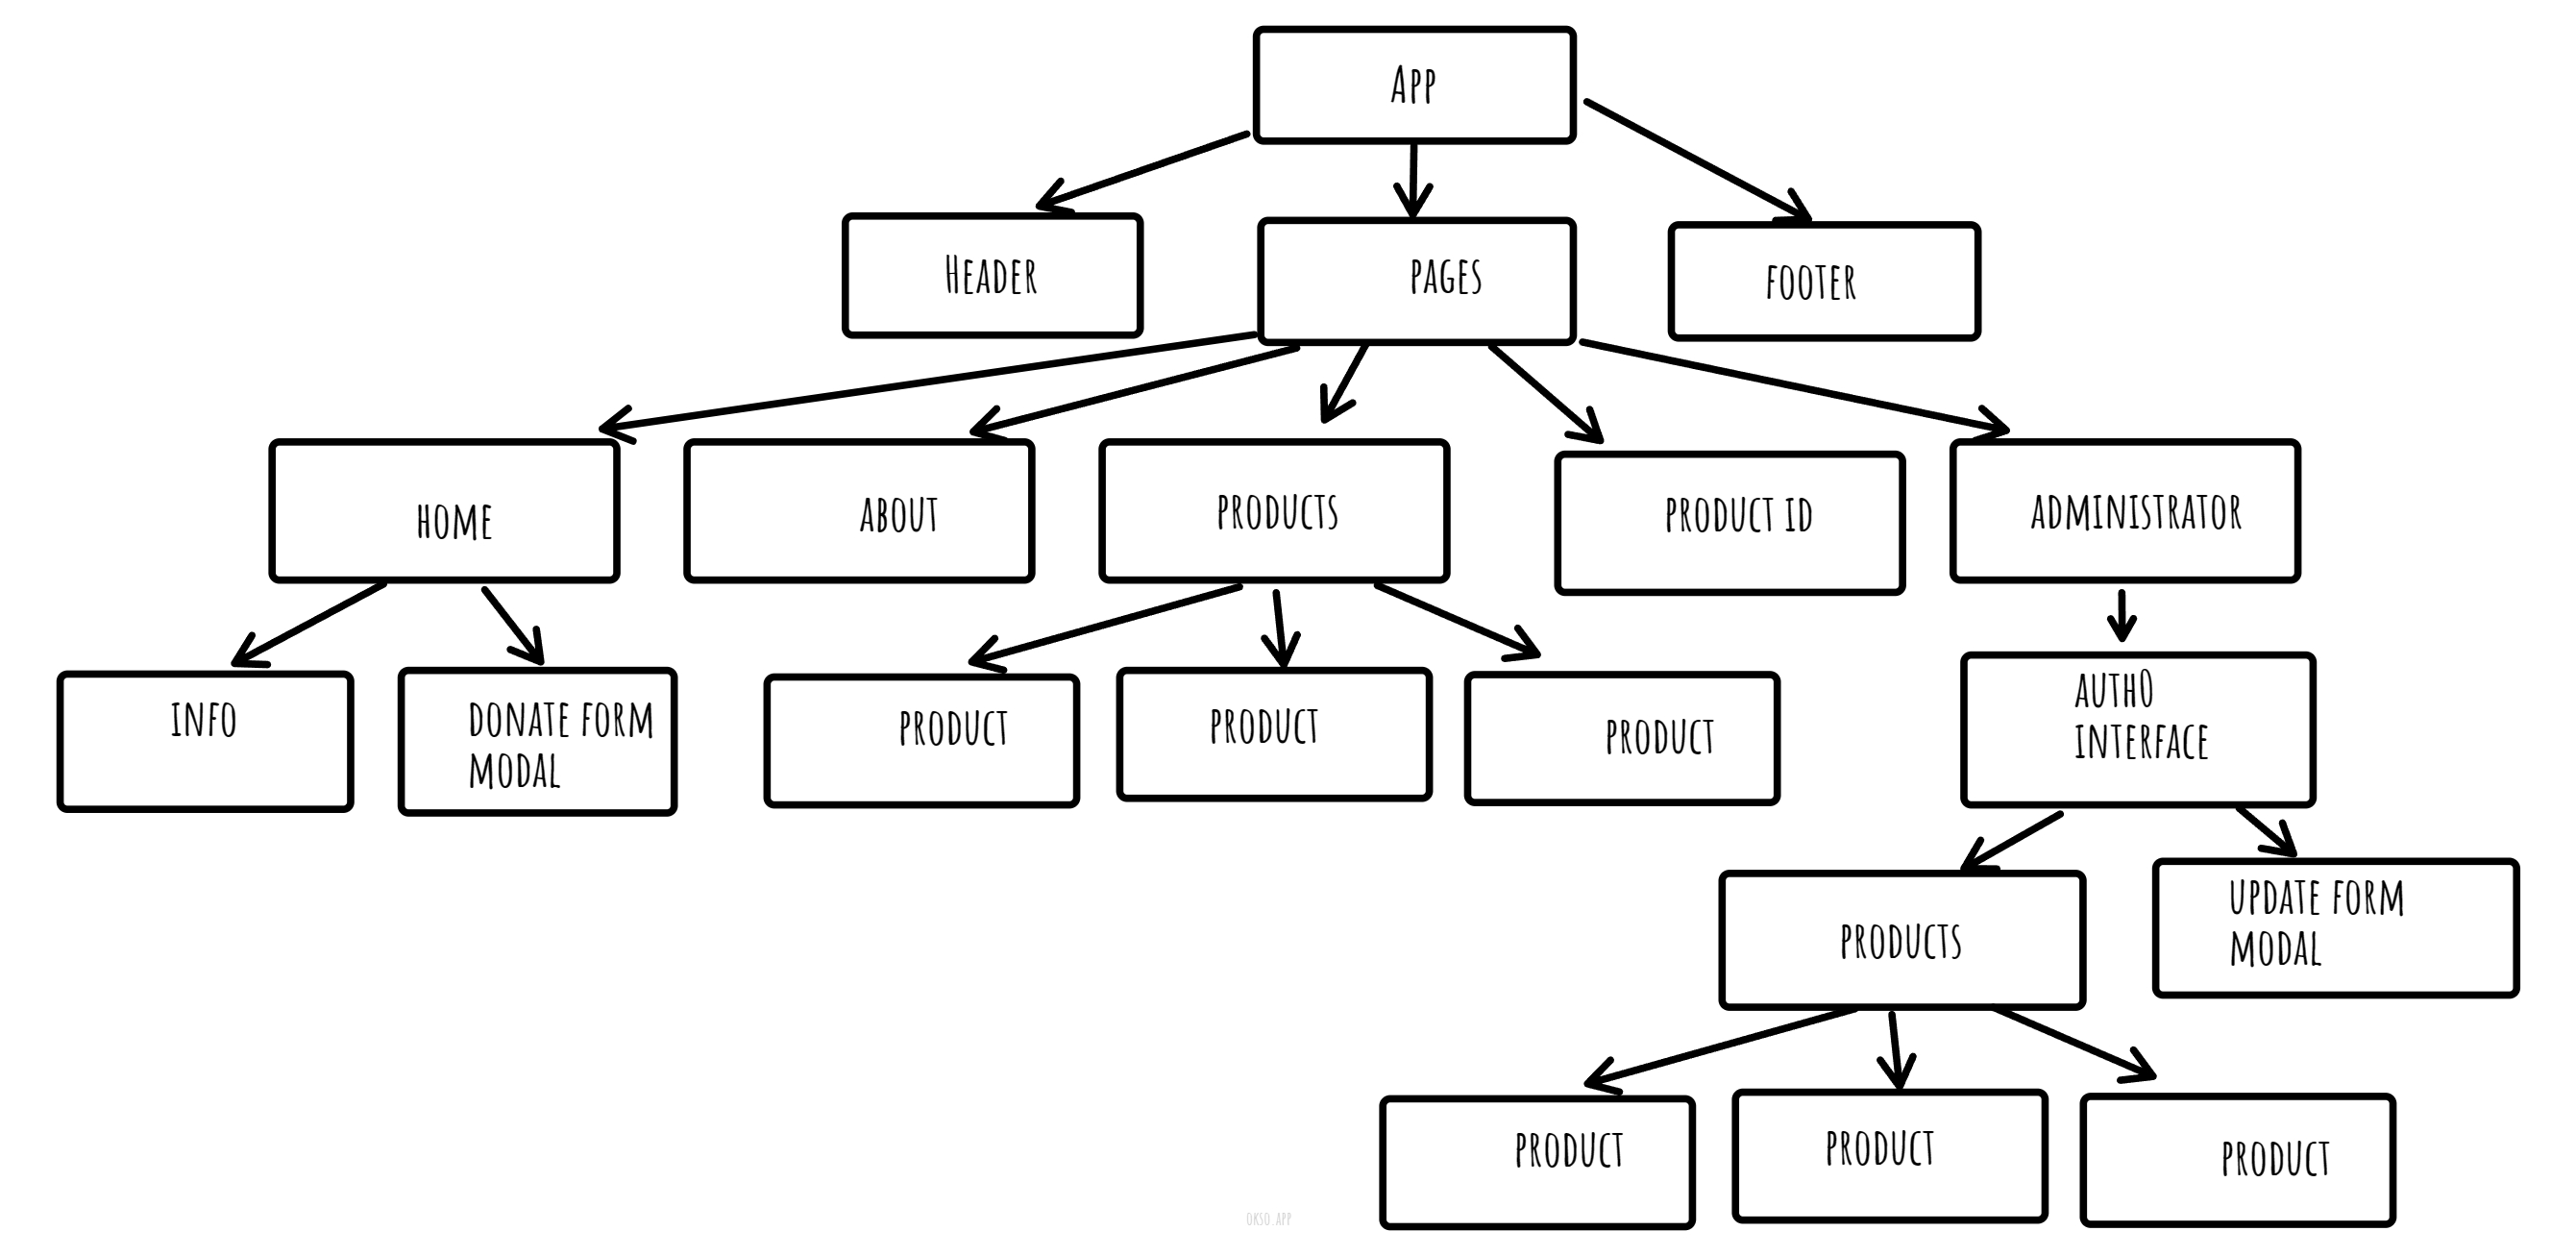 App
Header
pages
footer
home
about
products
product id
administrator
info
donate form
modal
product
product
product
auth0
interface
products
update form
modal
product
product
product
okso.app